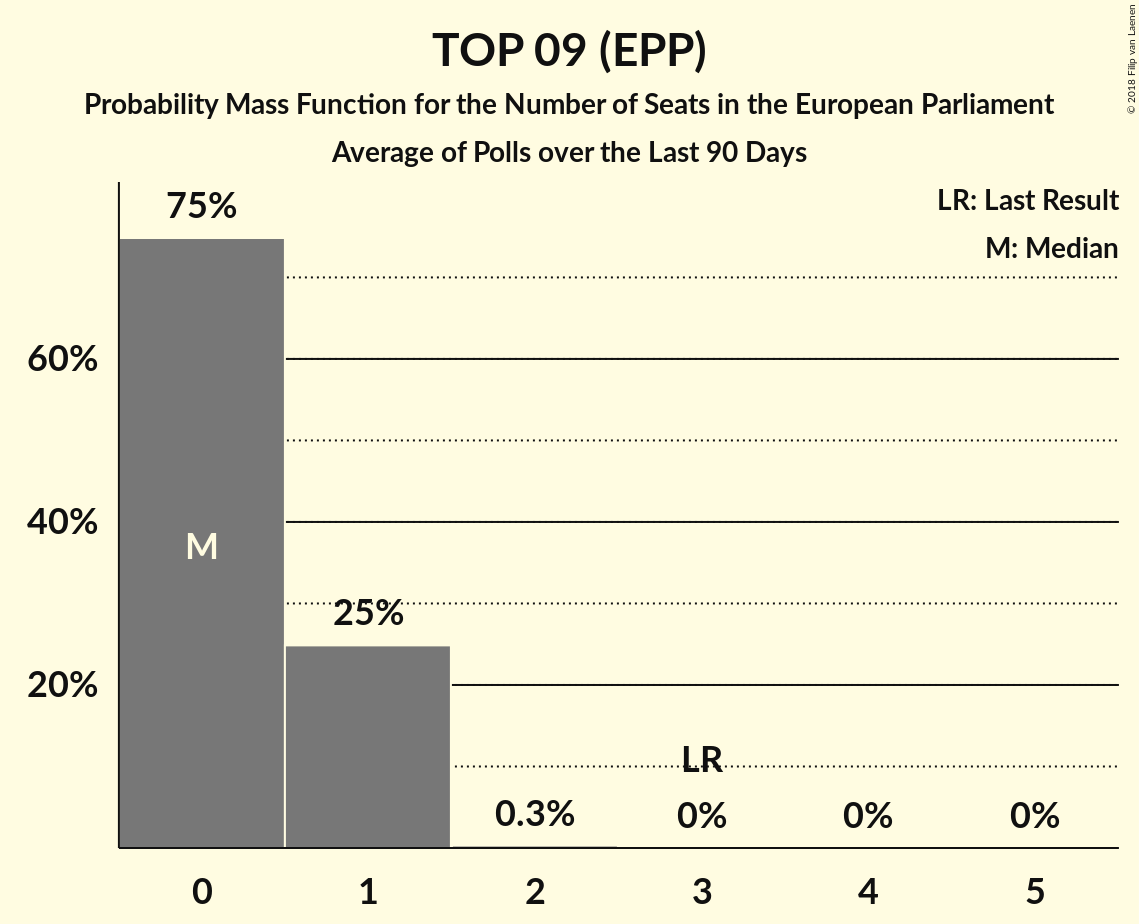 TOP 09 (EPP)
Probability Mass Function for the Number of Seats in the European Parliament
Average of Polls over the Last 90 Days
© 2018 Filip van Laenen
LR: Last Result
M: Median
75%
60%
M
40%
25%
20%
LR
0.3%
0%
0%
0%
0 1 2 3 4 5